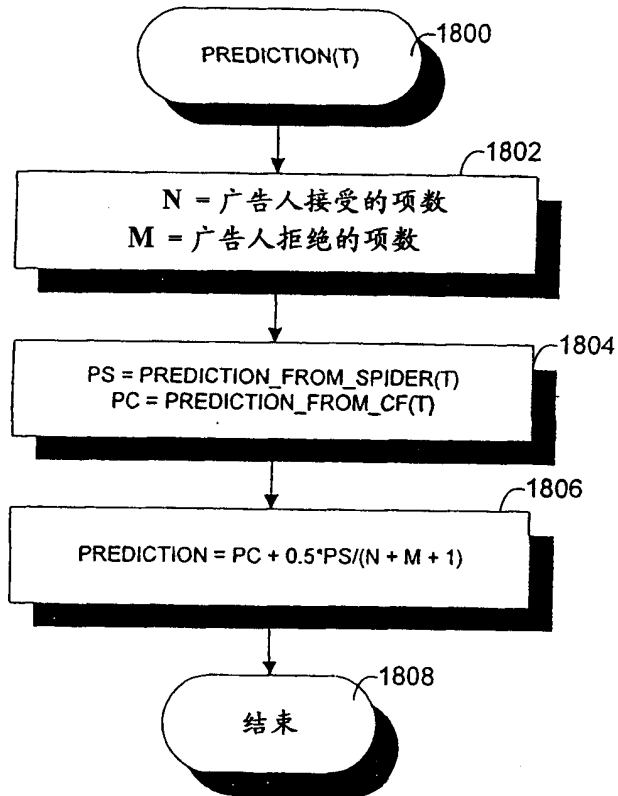 PREDICTION(T)
1800
1802
N = 广告人接受的项数
M = 广告人拒绝的项数
1804
PS = PREDICTION_FROM_SPIDER(T)
PC = PREDICTION_FROM_CF(T)
1806
PREDICTION = PC + 0.5*PS/(N + M + 1)
1808
结束